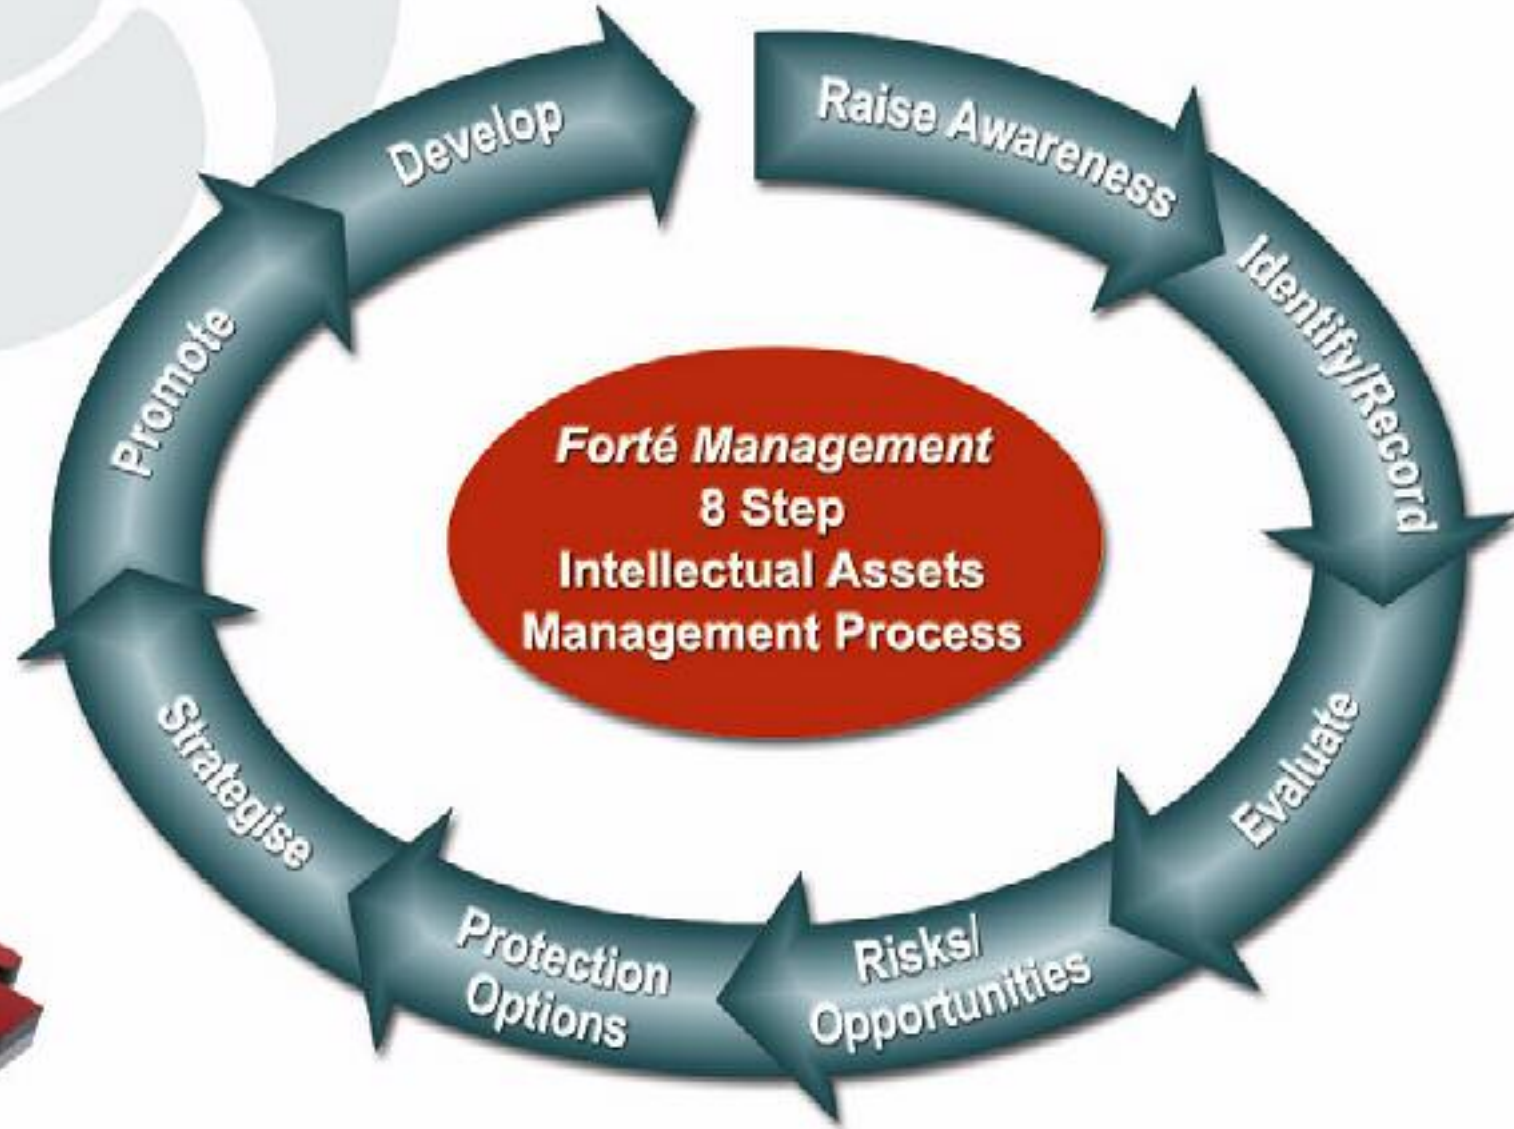 Forté Management
8 Step
Intellectual Assets
Management Process
Raise Awareness
Identify/Record
Evaluate
Risks/
Opportunities
Protection
Options
Strategise
Promote
Develop